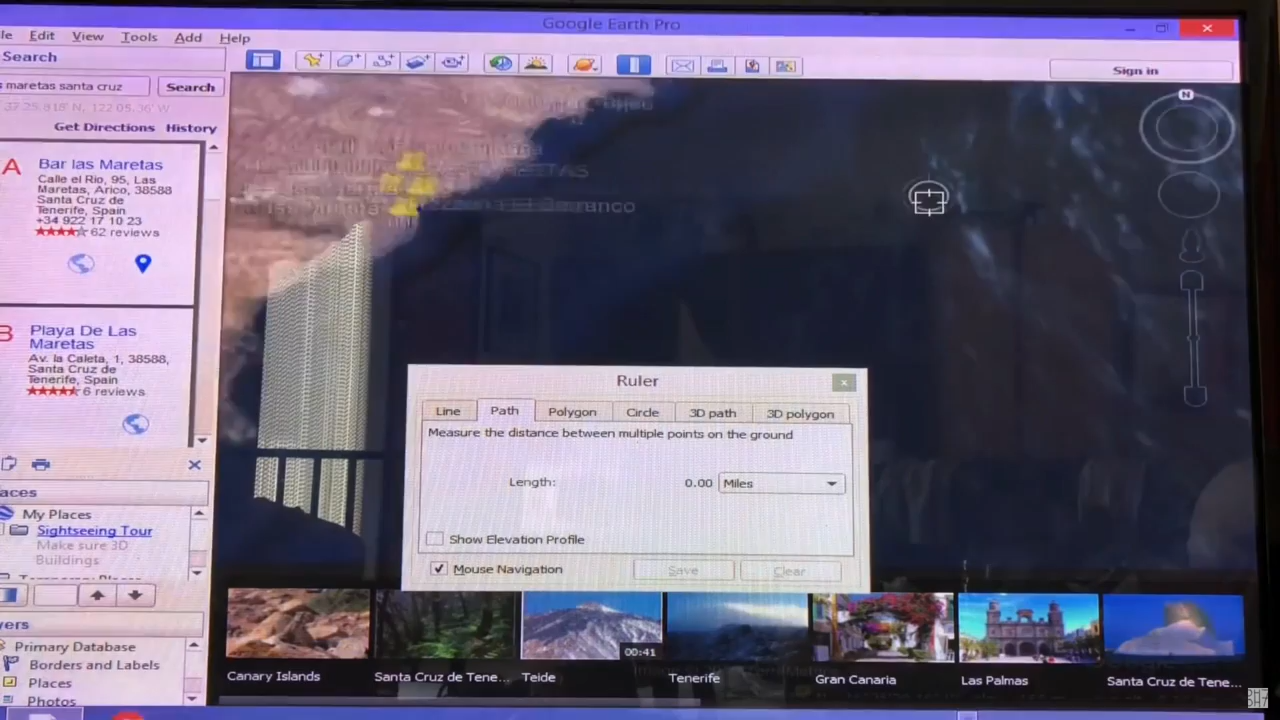 Google Earth Pro
Edit View Tools Add Help
Search
maretas santa cruz
Search
Sign in
N
37 25.818' N, 122 05.36' W
Get Directions History
A
Bar las Maretas
Calle el Rio, 95, Las
Maretas, Arico, 38588
Santa Cruz de
Tenerife, Spain
+34 922 17 10 23
62 reviews
B
Playa De Las
Maretas
Av. la Caleta, 1, 38588,
Santa Cruz de
Tenerife, Spain
6 reviews
Ruler
Line Path Polygon Circle 3D path 3D polygon
Measure the distance between multiple points on the ground
Length: 0.00 Miles
Show Elevation Profile
Mouse Navigation Save Clear
My Places
Sightseeing Tour
Make sure 3D
Buildings
Primary Database
Borders and Labels
Places
Photos
00:41
Canary Islands
Santa Cruz de Tene...
Teide
Tenerife
Gran Canaria
Las Palmas
Santa Cruz de Tene...